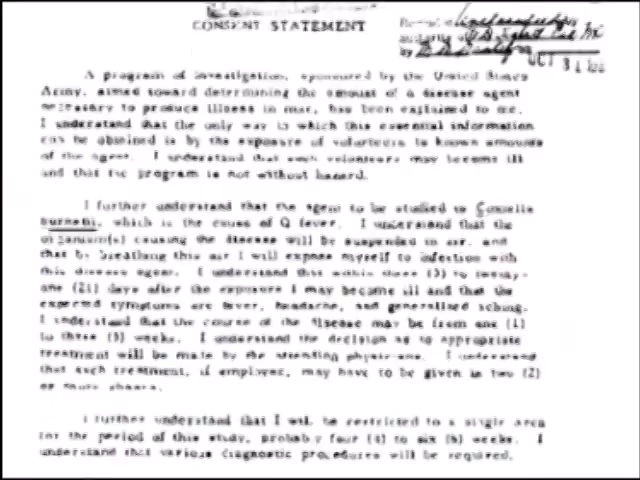 CONSENT STATEMENT
by
OCT 31
A program of investigation, sponsored by the United States
Army, aimed toward determining the amount of a disease agent
necessary to produce illness in man, has been explained to me.
I understand that the only way in which this essential information
can be obtained is by the exposure of volunteers to known amounts
of the agent. I understand that such volunteers may become ill
and that the program is not without hazard.
I further understand that the agent to be studied is Coxiella
burnetii, which is the cause of Q fever. I understand that the
organism(s) causing the disease will be suspended in air, and
that by breathing this air I will expose myself to infection with
this disease agent. I understand that within three (3) to twenty-
one (21) days after the exposure I may become ill and that the
expected symptoms are fever, headache, and generalized aching.
I understand that the course of the disease may be from one (1)
to three (3) weeks. I understand the decision as to appropriate
treatment will be made by the attending physicians. I understand
that such treatment, if employed, may have to be given in two (2)
or more phases.
I further understand that I will be restricted to a single area
for the period of this study, probably four (4) to six (6) weeks. I
understand that various diagnostic procedures will be required,